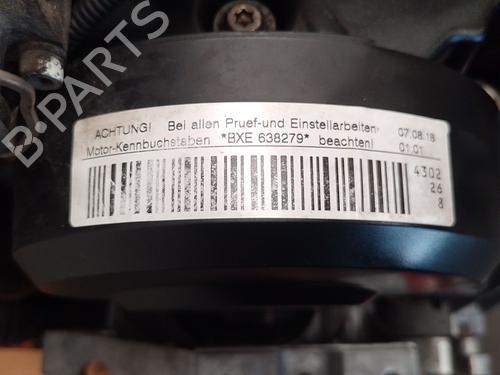 B-PARTS
ACHTUNG! Bei allen Pruef-und Einstellarbeiten 07.08.18
Motor-Kennbuchstaben *BXE 638279* beachten! 01:01
4302
26
8